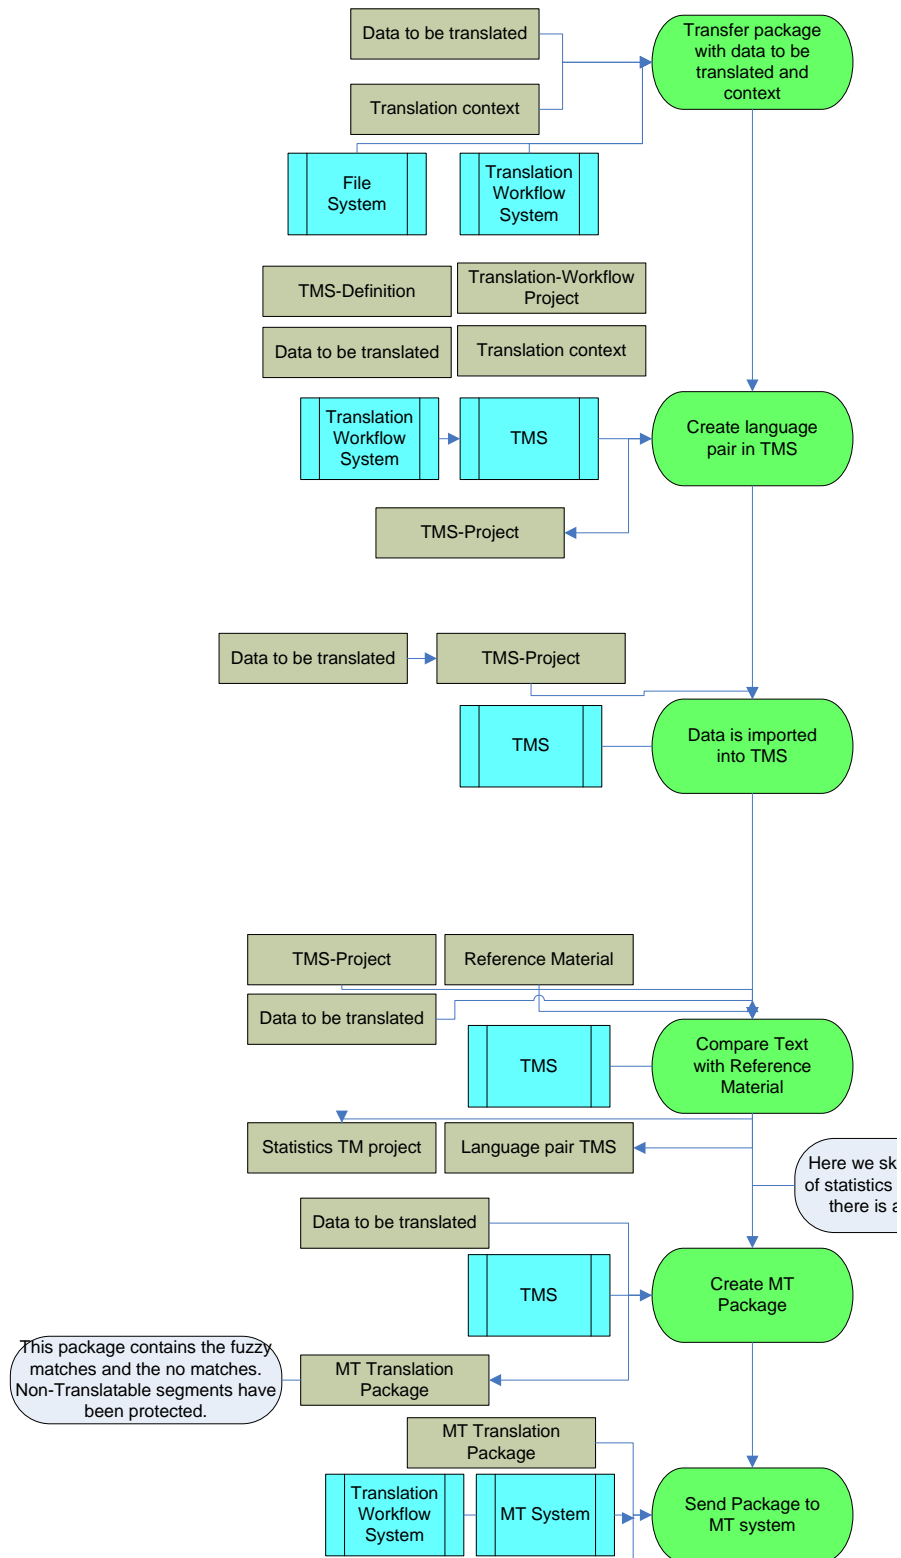 Data to be translated
Transfer package
with data to be
translated and
context
Translation context
File
System
Translation
Workflow
System
TMS-Definition
Translation-Workflow
Project
Data to be translated
Translation context
Translation
Workflow
System
TMS
Create language
pair in TMS
TMS-Project
Data to be translated
TMS-Project
TMS
Data is imported
into TMS
TMS-Project
Reference Material
Data to be translated
TMS
Compare Text
with Reference
Material
Statistics TM project
Language pair TMS
Here we sk
of statistics
there is a
Data to be translated
TMS
Create MT
Package
This package contains the fuzzy
matches and the no matches.
Non-Translatable segments have
been protected.
MT Translation
Package
MT Translation
Package
Translation
Workflow
System
MT System
Send Package to
MT system